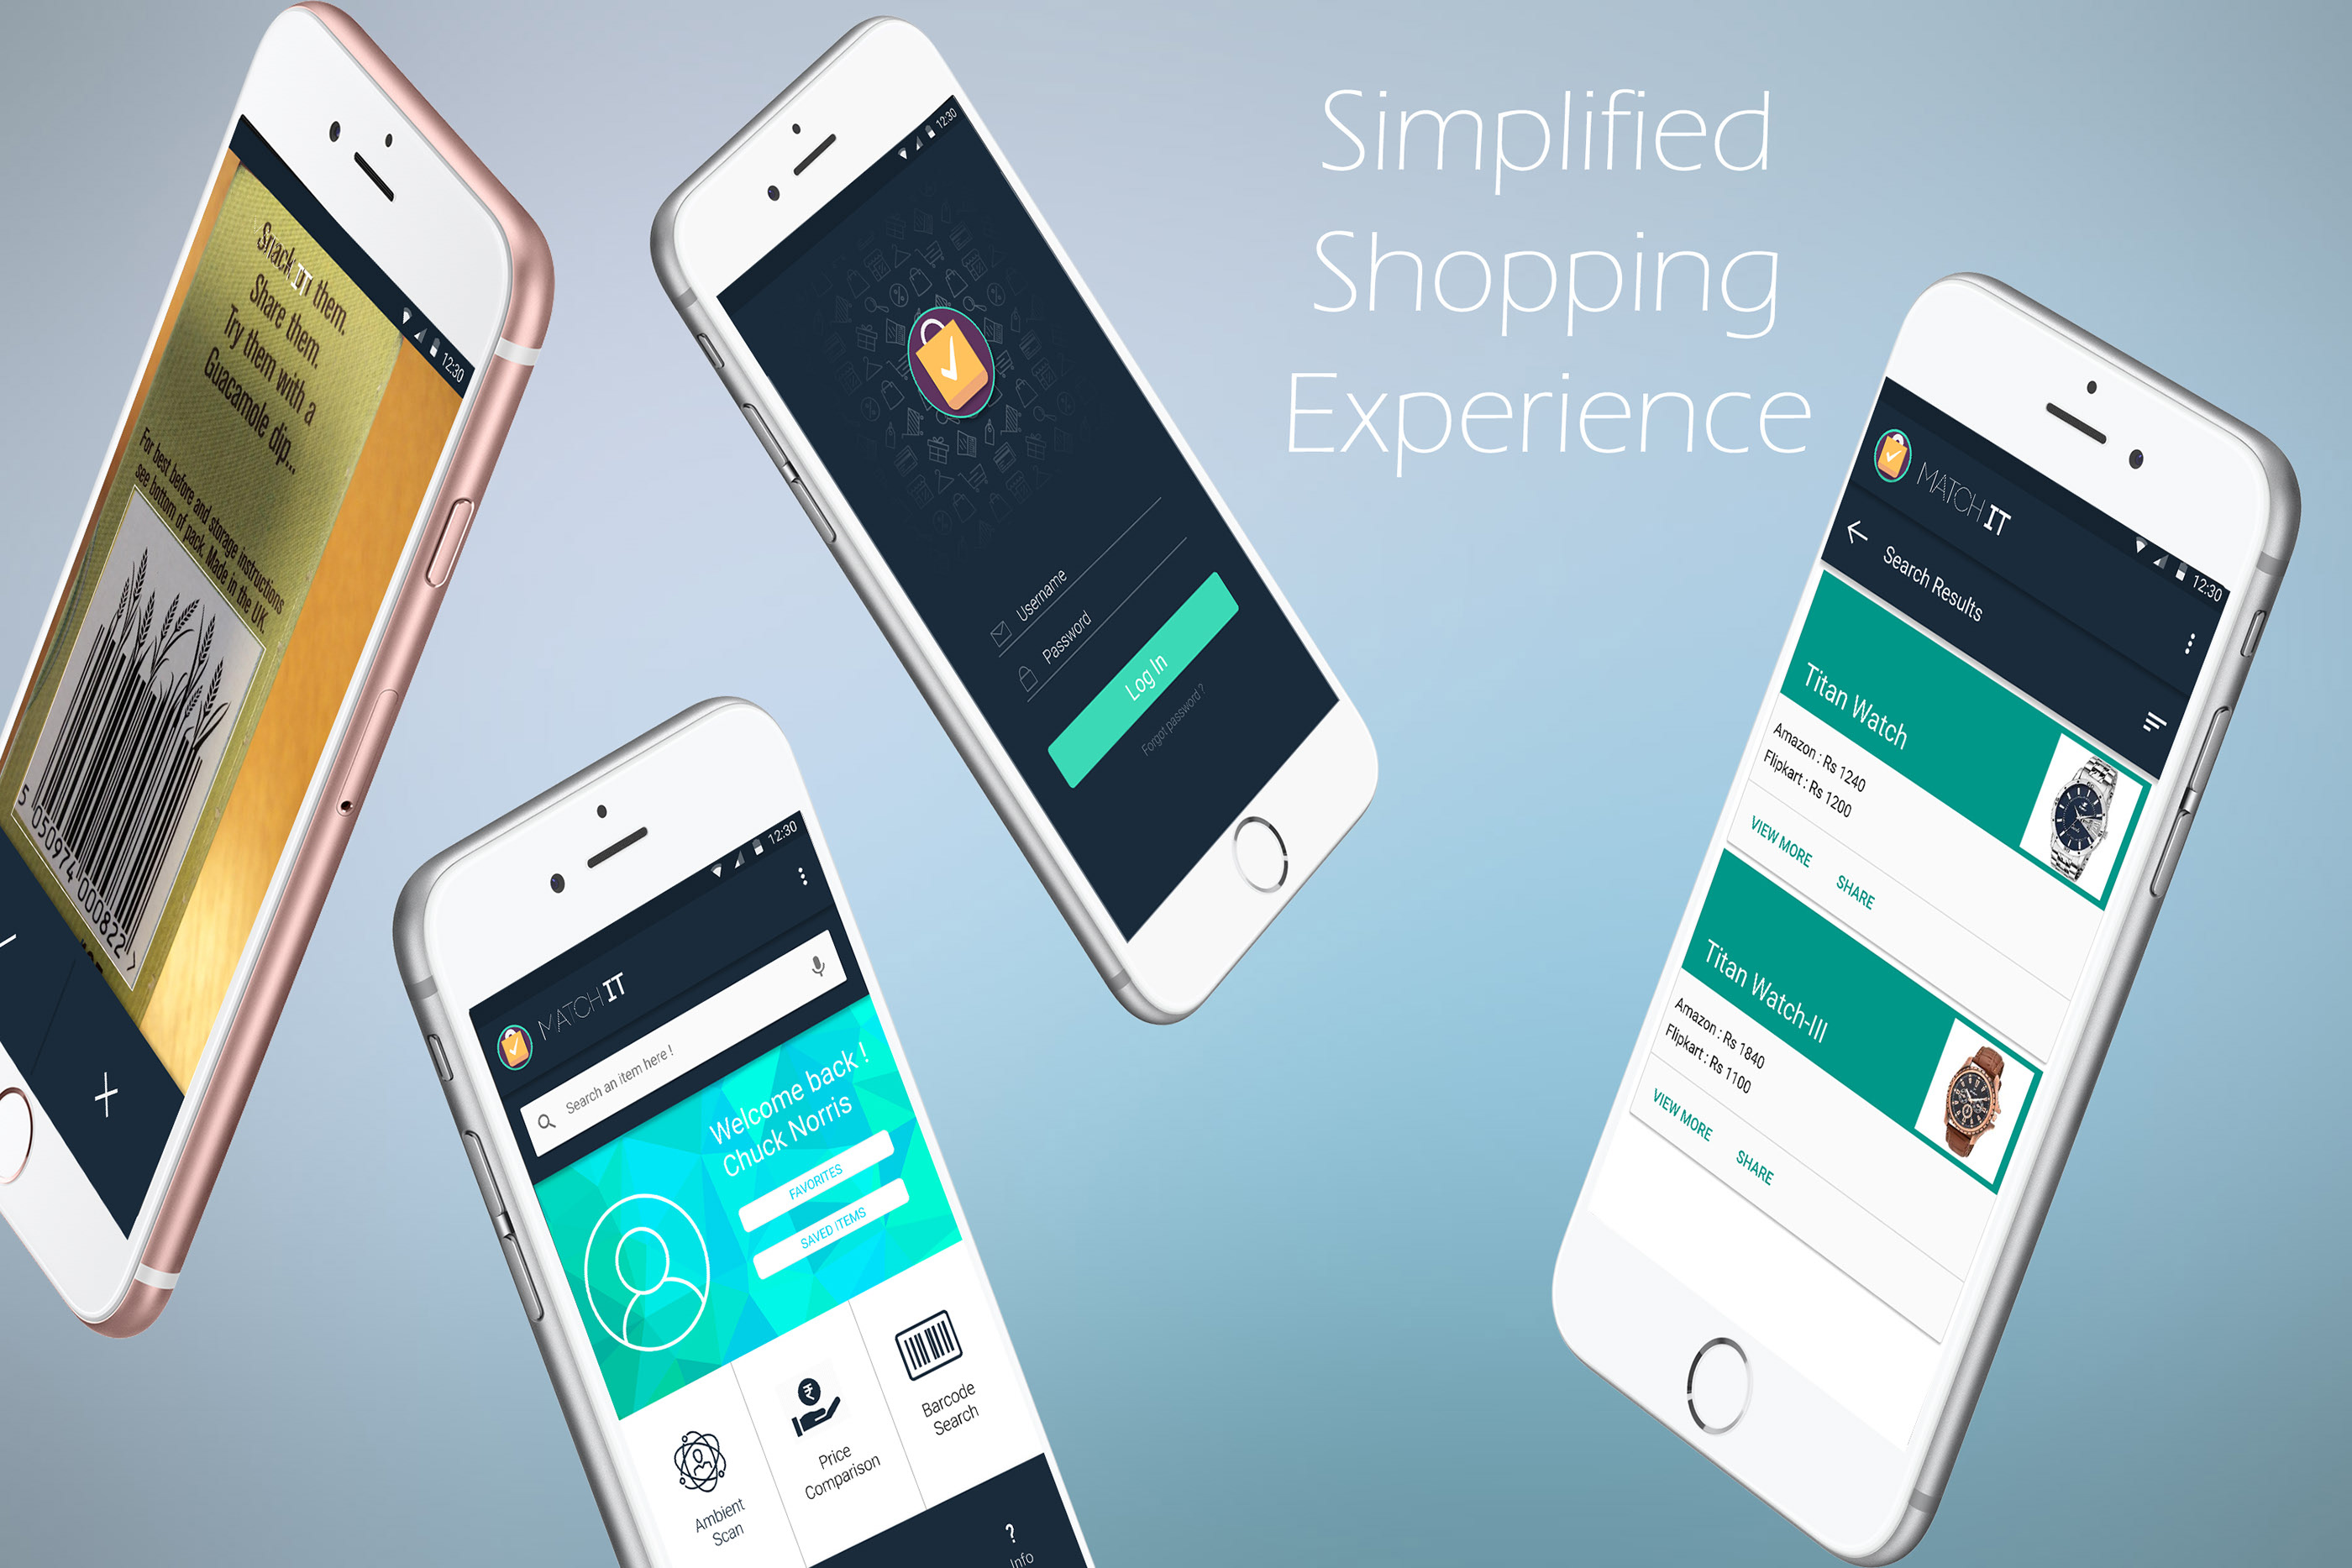 Simplified
Shopping
Experience
12:30
Snack IT them.
Share them.
Try them with a
Guacamole dip...
For best before and storage instructions
see bottom of pack. Made in the UK.
5 050974 000822 >
12:30
Username
Password
Log In
Forgot password ?
12:30
MATCH IT
Search an item here !
Welcome back !
Chuck Norris
FAVORITES
SAVED ITEMS
Ambient
Scan
Price
Comparison
Barcode
Search
?
Info
12:30
MATCH IT
Search Results
Titan Watch
Amazon : Rs 1240
Flipkart : Rs 1200
VIEW MORE
SHARE
Titan Watch-III
Amazon : Rs 1840
Flipkart : Rs 1100
VIEW MORE
SHARE